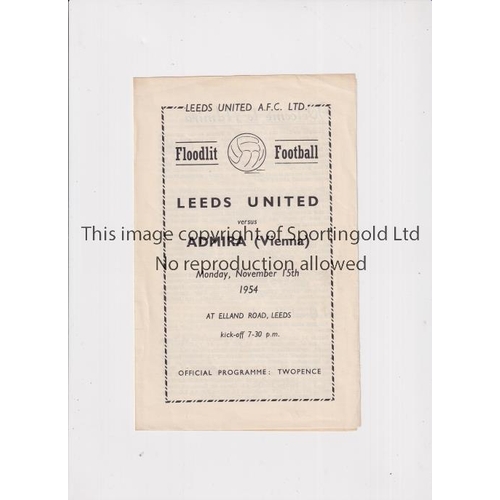 LEEDS UNITED A.F.C. LTD.
Floodlit Football
LEEDS UNITED
versus
This image copyright of Sportingold Ltd
ADMIRA (Vienna)
No reproduction allowed
Monday, November 15th
1954
AT ELLAND ROAD, LEEDS
kick-off 7-30 p.m.
OFFICIAL PROGRAMME: TWOPENCE